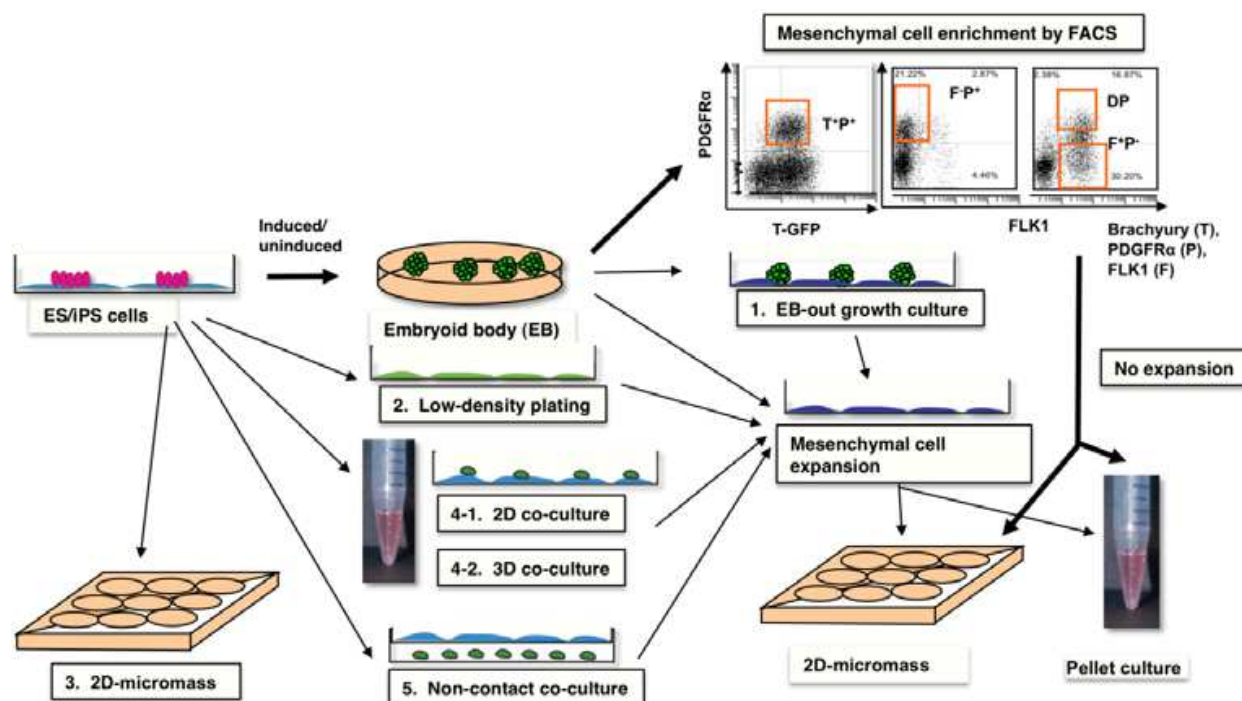 Mesenchymal cell enrichment by FACS
PDGFRα
21.22%
2.87%
2.38%
16.87%
T⁺P⁺
F⁻P⁺
4.46%
DP
F⁺P⁻
30.20%
T-GFP
FLK1
Brachyury (T),
PDGFRα (P),
FLK1 (F)
Induced/
uninduced
ES/iPS cells
Embryoid body (EB)
1. EB-out growth culture
2. Low-density plating
No expansion
Mesenchymal cell
expansion
4-1. 2D co-culture
4-2. 3D co-culture
3. 2D-micromass
5. Non-contact co-culture
2D-micromass
Pellet culture